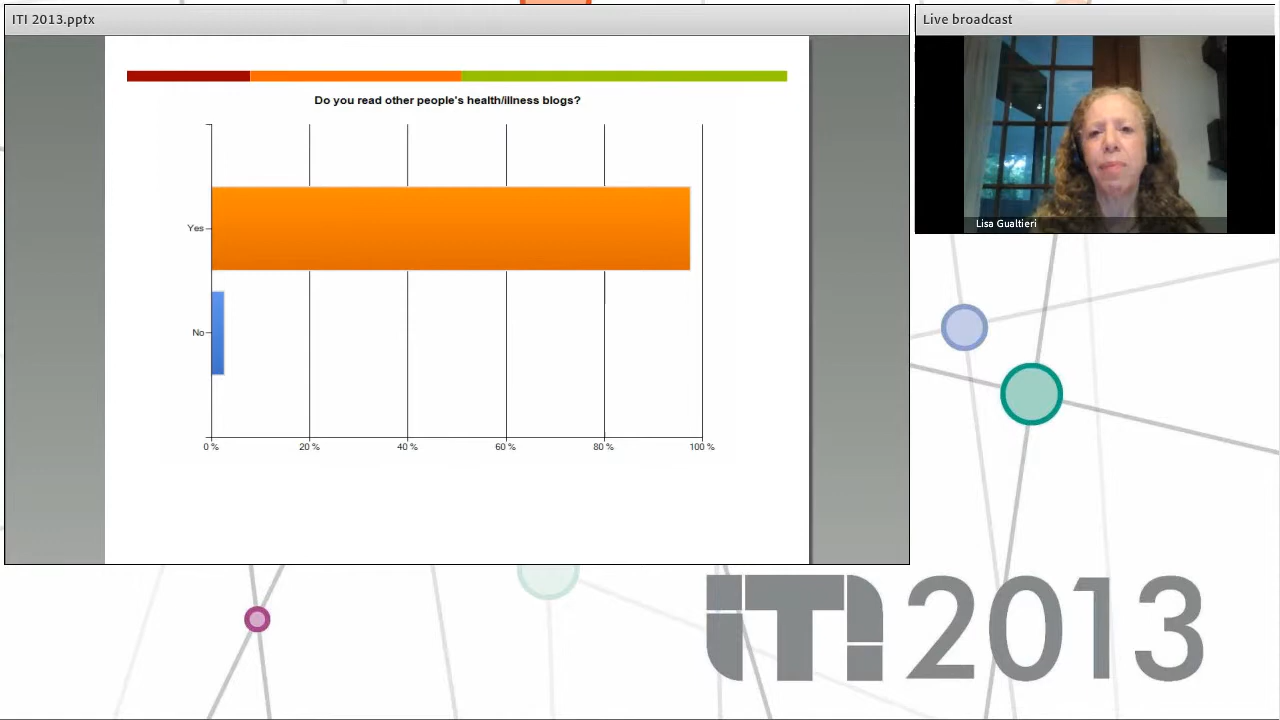 ITI 2013.pptx
Live broadcast
Do you read other people's health/illness blogs?
Yes
No
0 % 20 % 40 % 60 % 80 % 100 %
Lisa Gualtieri
iTi 2013